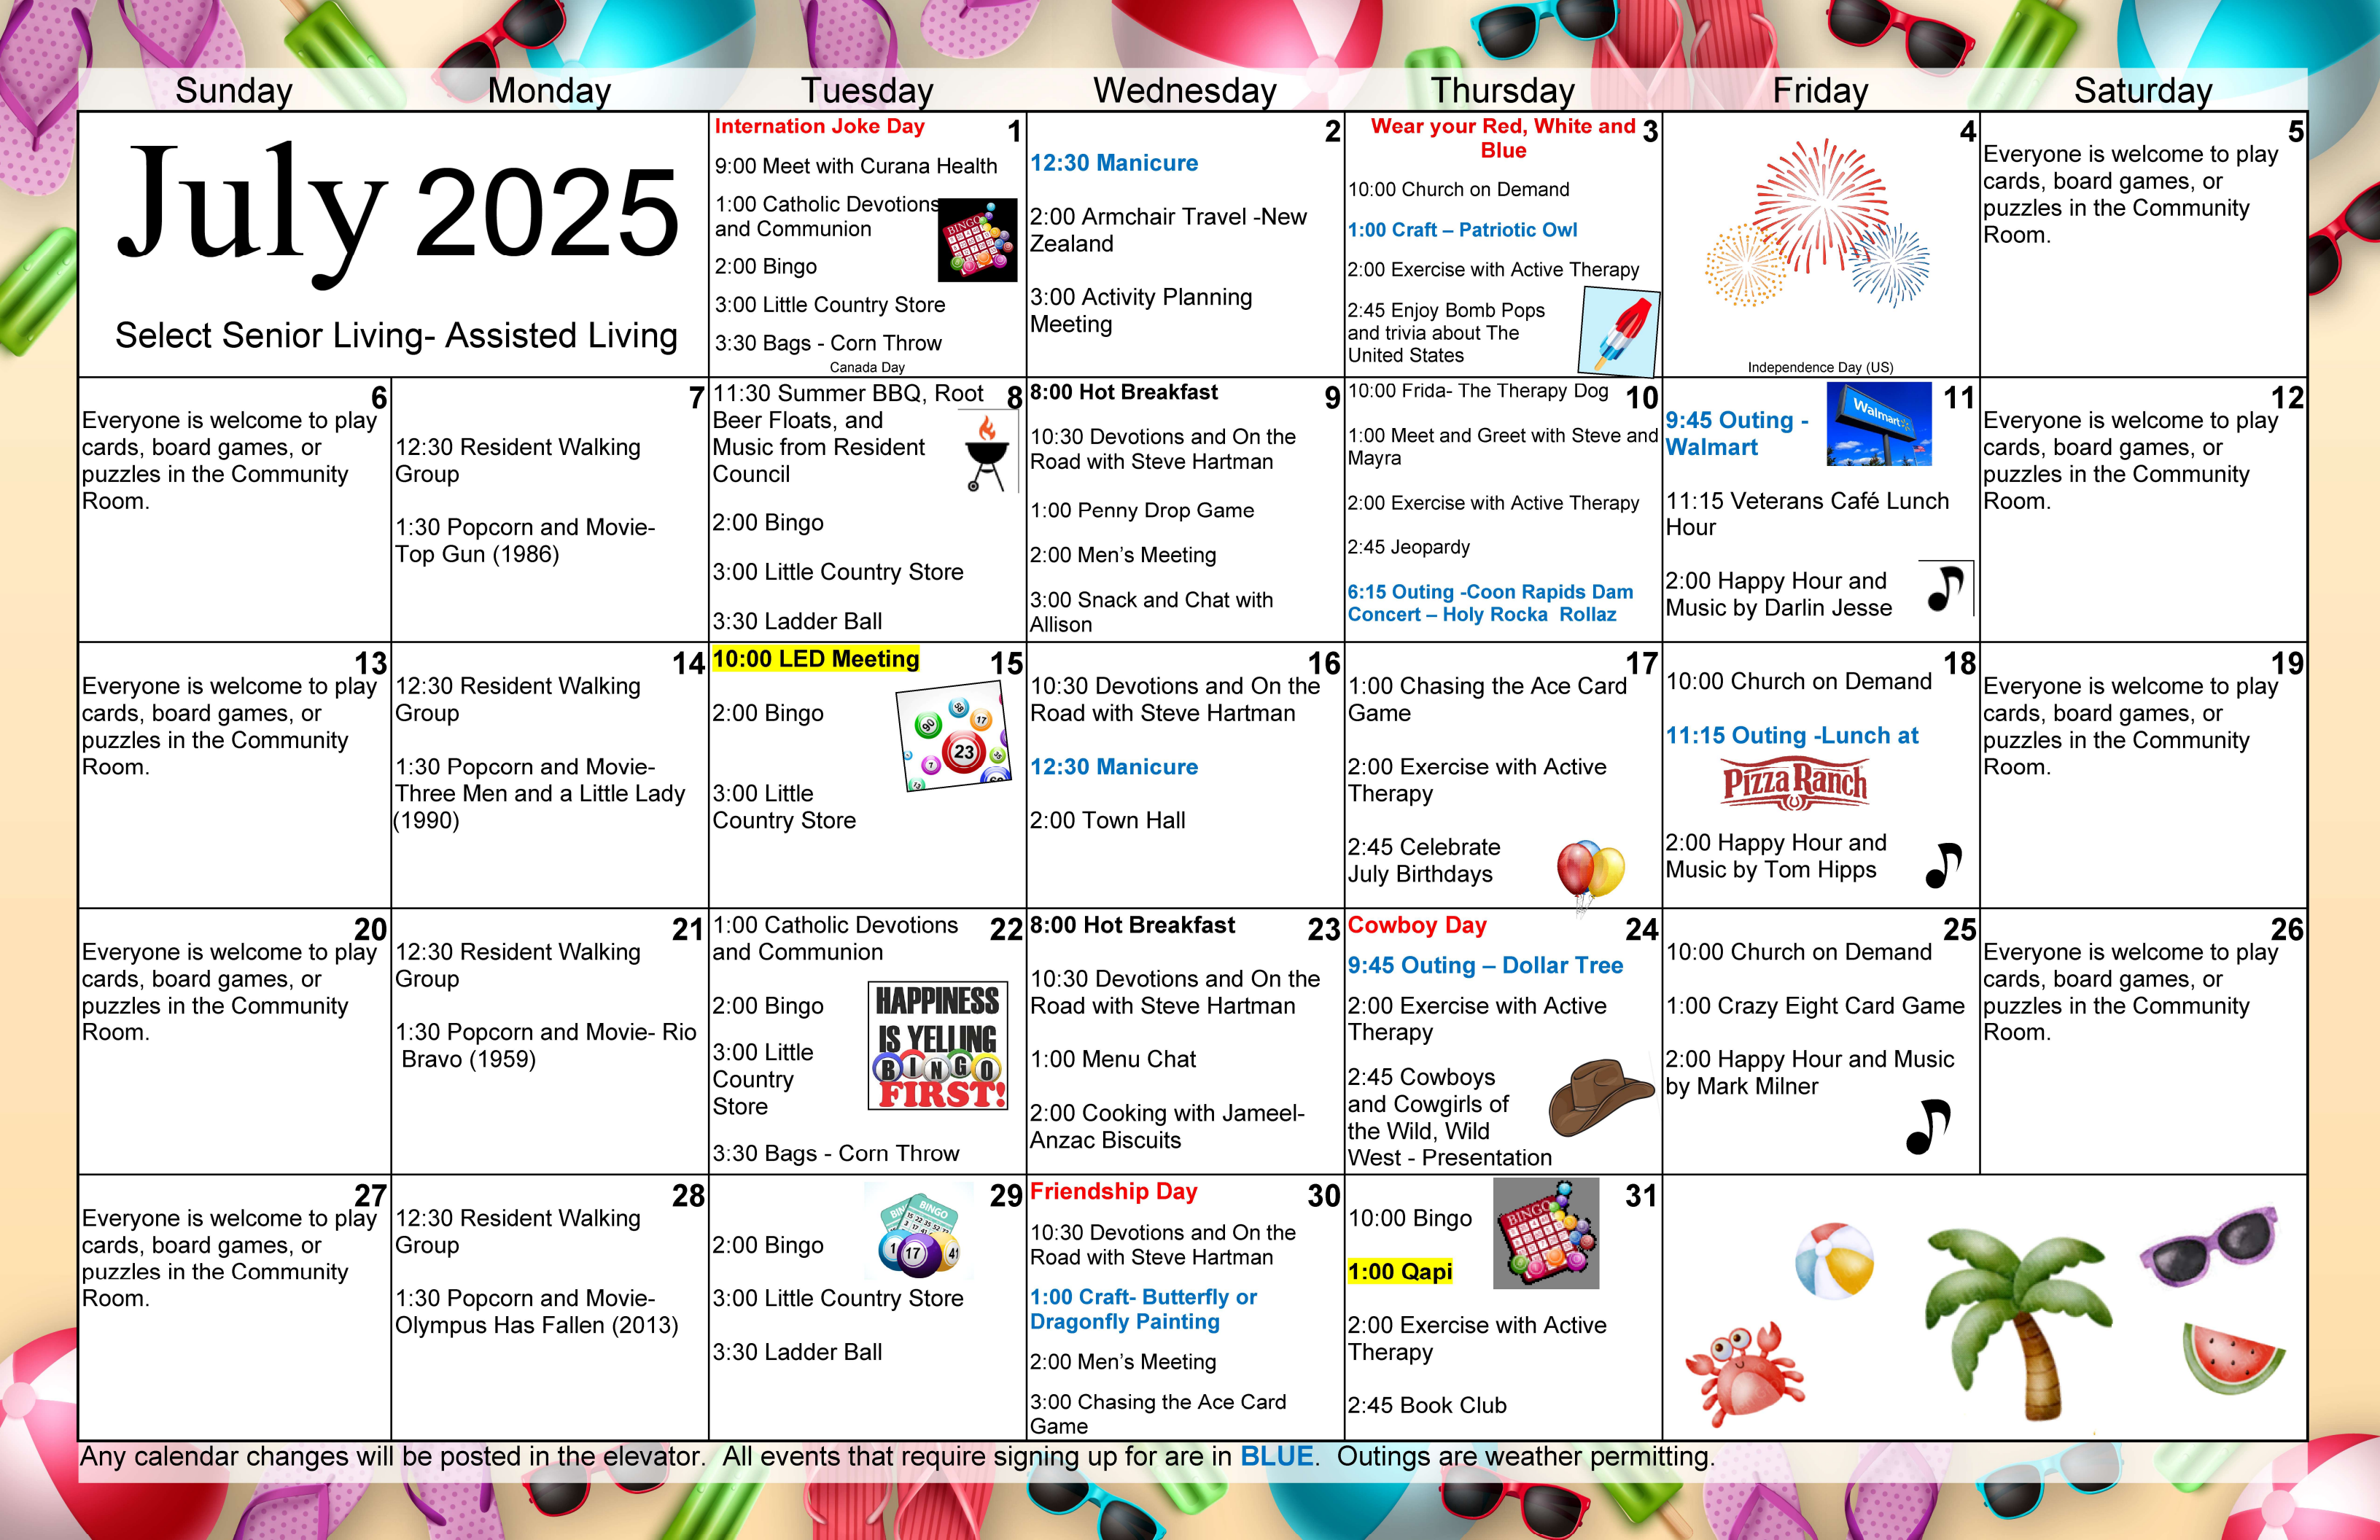 Sunday Monday Tuesday Wednesday Thursday Friday Saturday
July 2025
Select Senior Living- Assisted Living
Internation Joke Day 1
9:00 Meet with Curana Health
1:00 Catholic Devotions
and Communion
BINGO
2:00 Bingo
3:00 Little Country Store
3:30 Bags - Corn Throw
Canada Day
2
12:30 Manicure
2:00 Armchair Travel -New
Zealand
3:00 Activity Planning
Meeting
Wear your Red, White and 3
Blue
10:00 Church on Demand
1:00 Craft – Patriotic Owl
2:00 Exercise with Active Therapy
2:45 Enjoy Bomb Pops
and trivia about The
United States
4
Independence Day (US)
5
Everyone is welcome to play
cards, board games, or
puzzles in the Community
Room.
6
Everyone is welcome to play
cards, board games, or
puzzles in the Community
Room.
7
12:30 Resident Walking
Group
1:30 Popcorn and Movie-
Top Gun (1986)
11:30 Summer BBQ, Root 8
Beer Floats, and
Music from Resident
Council
2:00 Bingo
3:00 Little Country Store
3:30 Ladder Ball
8:00 Hot Breakfast 9
10:30 Devotions and On the
Road with Steve Hartman
1:00 Penny Drop Game
2:00 Men’s Meeting
3:00 Snack and Chat with
Allison
10:00 Frida- The Therapy Dog 10
1:00 Meet and Greet with Steve and
Mayra
2:00 Exercise with Active Therapy
2:45 Jeopardy
6:15 Outing -Coon Rapids Dam
Concert – Holy Rocka Rollaz
11
9:45 Outing -
Walmart
Walmart
11:15 Veterans Café Lunch
Hour
2:00 Happy Hour and
Music by Darlin Jesse
12
Everyone is welcome to play
cards, board games, or
puzzles in the Community
Room.
13
Everyone is welcome to play
cards, board games, or
puzzles in the Community
Room.
14
12:30 Resident Walking
Group
1:30 Popcorn and Movie-
Three Men and a Little Lady
(1990)
10:00 LED Meeting 15
2:00 Bingo
90 58 17
23
7
3:00 Little
Country Store
16
10:30 Devotions and On the
Road with Steve Hartman
12:30 Manicure
2:00 Town Hall
17
1:00 Chasing the Ace Card
Game
2:00 Exercise with Active
Therapy
2:45 Celebrate
July Birthdays
18
10:00 Church on Demand
11:15 Outing -Lunch at
Pizza Ranch
2:00 Happy Hour and
Music by Tom Hipps
19
Everyone is welcome to play
cards, board games, or
puzzles in the Community
Room.
20
Everyone is welcome to play
cards, board games, or
puzzles in the Community
Room.
21
12:30 Resident Walking
Group
1:30 Popcorn and Movie- Rio
Bravo (1959)
1:00 Catholic Devotions 22
and Communion
2:00 Bingo
3:00 Little
Country
Store
HAPPINESS
IS YELLING
BINGO
FIRST!
3:30 Bags - Corn Throw
8:00 Hot Breakfast 23
10:30 Devotions and On the
Road with Steve Hartman
1:00 Menu Chat
2:00 Cooking with Jameel-
Anzac Biscuits
Cowboy Day 24
9:45 Outing – Dollar Tree
2:00 Exercise with Active
Therapy
2:45 Cowboys
and Cowgirls of
the Wild, Wild
West - Presentation
25
10:00 Church on Demand
1:00 Crazy Eight Card Game
2:00 Happy Hour and Music
by Mark Milner
26
Everyone is welcome to play
cards, board games, or
puzzles in the Community
Room.
27
Everyone is welcome to play
cards, board games, or
puzzles in the Community
Room.
28
12:30 Resident Walking
Group
1:30 Popcorn and Movie-
Olympus Has Fallen (2013)
29
BINGO
17 41
2:00 Bingo
3:00 Little Country Store
3:30 Ladder Ball
Friendship Day 30
10:30 Devotions and On the
Road with Steve Hartman
1:00 Craft- Butterfly or
Dragonfly Painting
2:00 Men’s Meeting
3:00 Chasing the Ace Card
Game
31
10:00 Bingo
BINGO
1:00 Qapi
2:00 Exercise with Active
Therapy
2:45 Book Club
Any calendar changes will be posted in the elevator. All events that require signing up for are in BLUE. Outings are weather permitting.